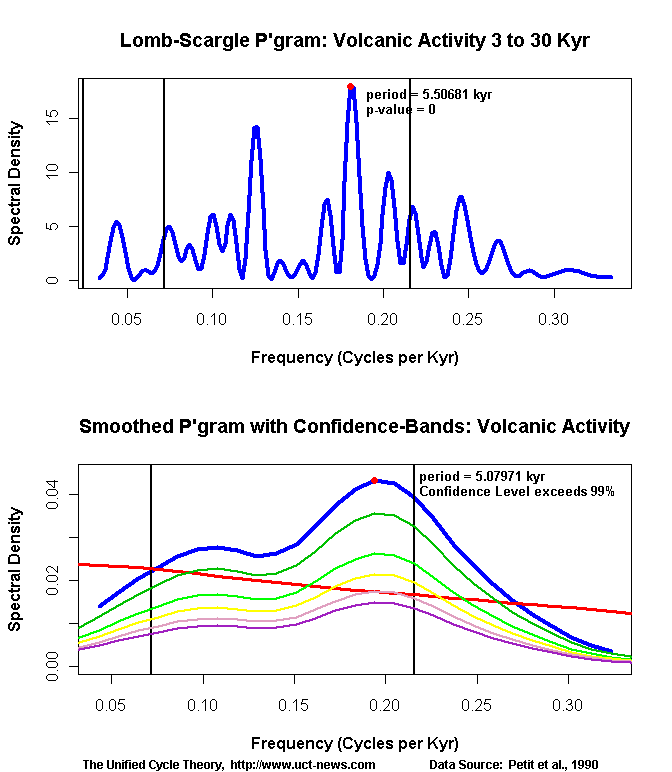 Lomb-Scargle P'gram: Volcanic Activity 3 to 30 Kyr
period = 5.50681 kyr
p-value = 0
Spectral Density
15
10
5
0
0.05 0.10 0.15 0.20 0.25 0.30
Frequency (Cycles per Kyr)
Smoothed P'gram with Confidence-Bands: Volcanic Activity
period = 5.07971 kyr
Confidence Level exceeds 99%
Spectral Density
0.04
0.02
0.00
0.05 0.10 0.15 0.20 0.25 0.30
Frequency (Cycles per Kyr)
The Unified Cycle Theory, http://www.uct-news.com Data Source: Petit et al., 1990